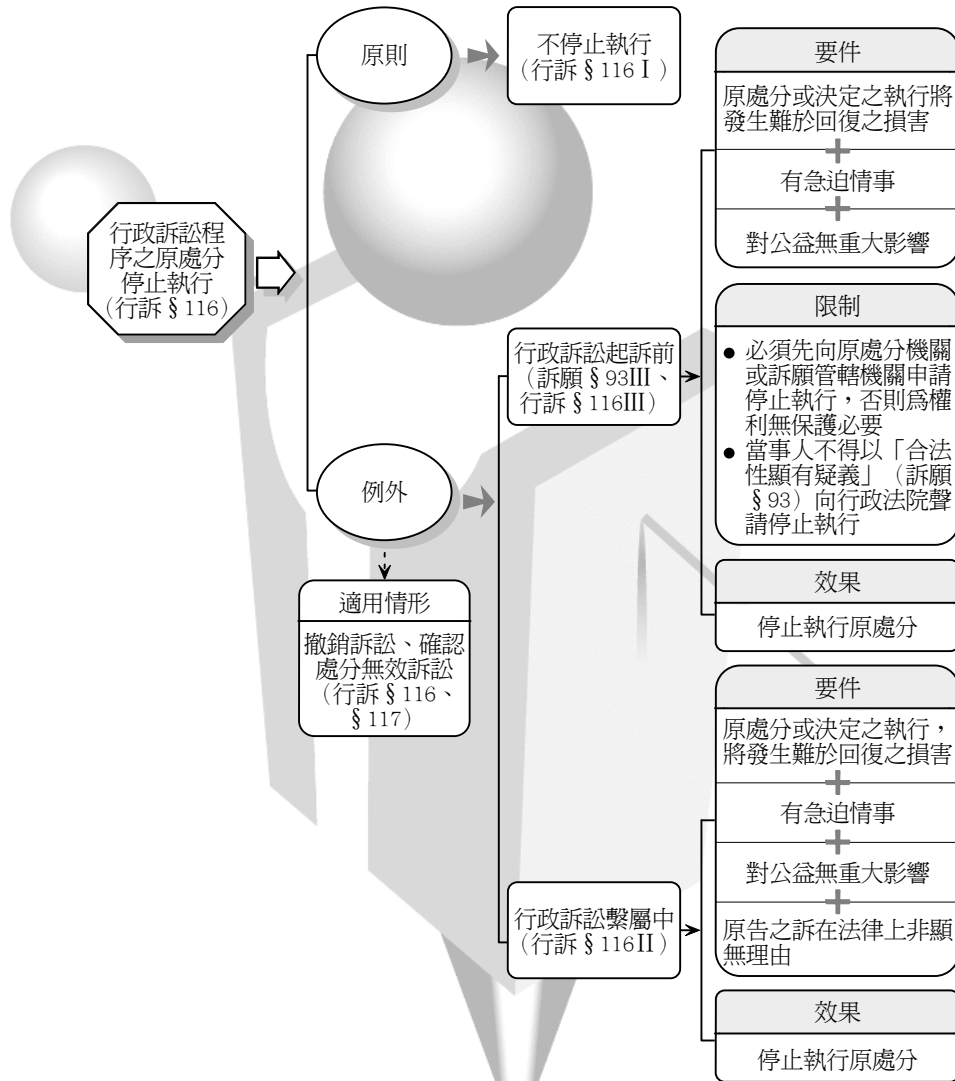 行政訴訟程
序之原處分
停止執行
(行訴§116)
原則
不停止執行
(行訴§116Ⅰ)
例外
適用情形
撤銷訴訟、確認
處分無效訴訟
(行訴§116、
§117)
行政訴訟起訴前
(訴願§93Ⅲ、
行訴§116Ⅲ)
要件
原處分或決定之執行將
發生難於回復之損害
有急迫情事
對公益無重大影響
限制
● 必須先向原處分機關
或訴願管轄機關申請
停止執行,否則為權
利無保護必要
● 當事人不得以「合法
性顯有疑義」(訴願
§93)向行政法院聲
請停止執行
效果
停止執行原處分
行政訴訟繫屬中
(行訴§116Ⅱ)
要件
原處分或決定之執行,
將發生難於回復之損害
有急迫情事
對公益無重大影響
原告之訴在法律上非顯
無理由
效果
停止執行原處分